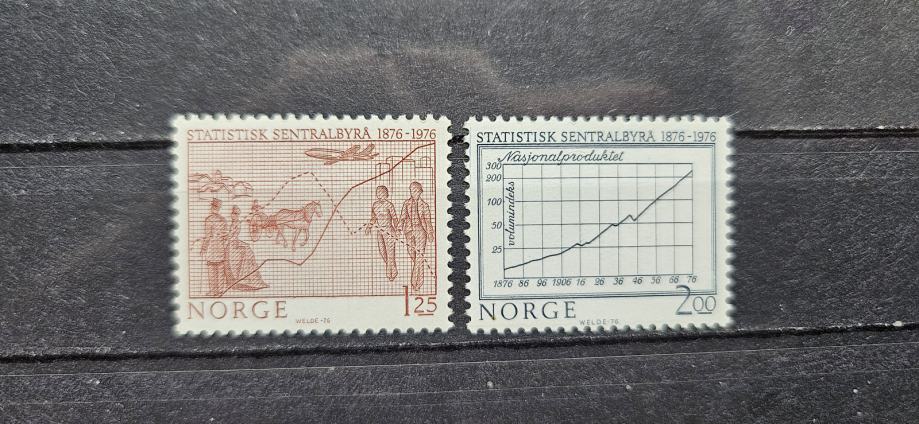 STATISTISK SENTRALBYRÅ 1876-1976
NORGE
1 25
WELDE-76
STATISTISK SENTRALBYRÅ 1876-1976
Nasjonalproduktet
300
200
100
50
25
volumindeks
1876 86 96 1906 16 26 36 46 56 66 76
NORGE
2 00
WELDE-76